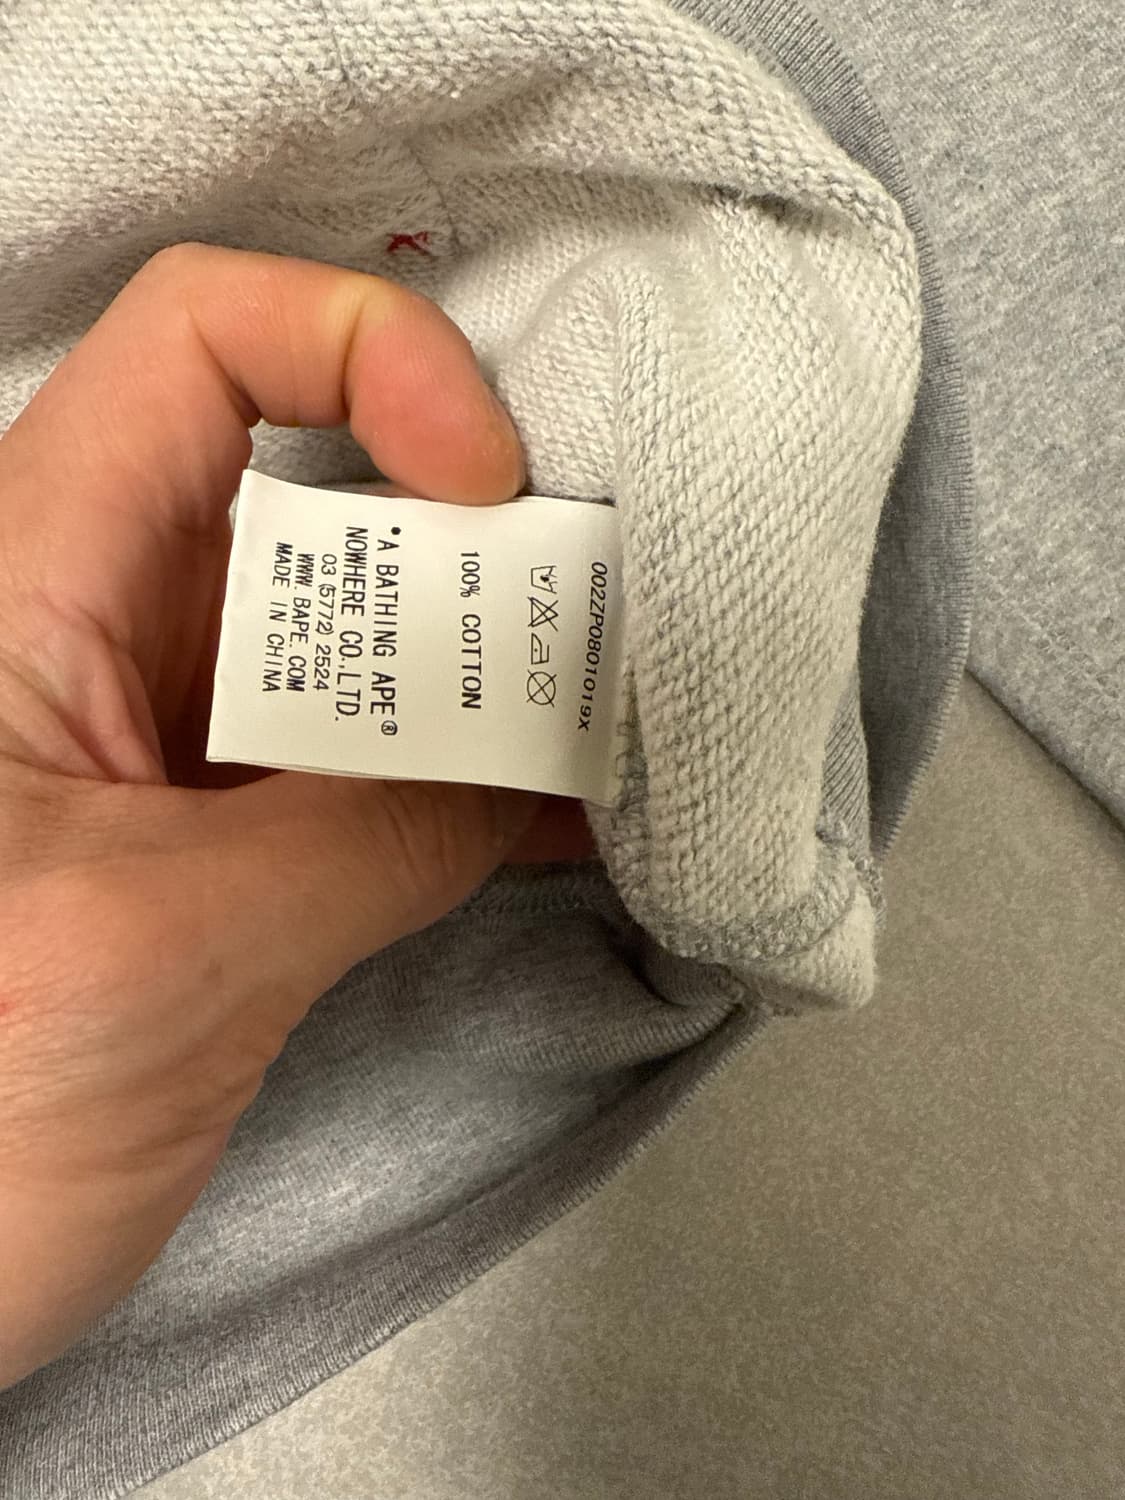 002ZP0801019X
100% COTTON
•A BATHING APE®
NOWHERE CO.,LTD.
03 (5772) 2524
WWW.BAPE.COM
MADE IN CHINA